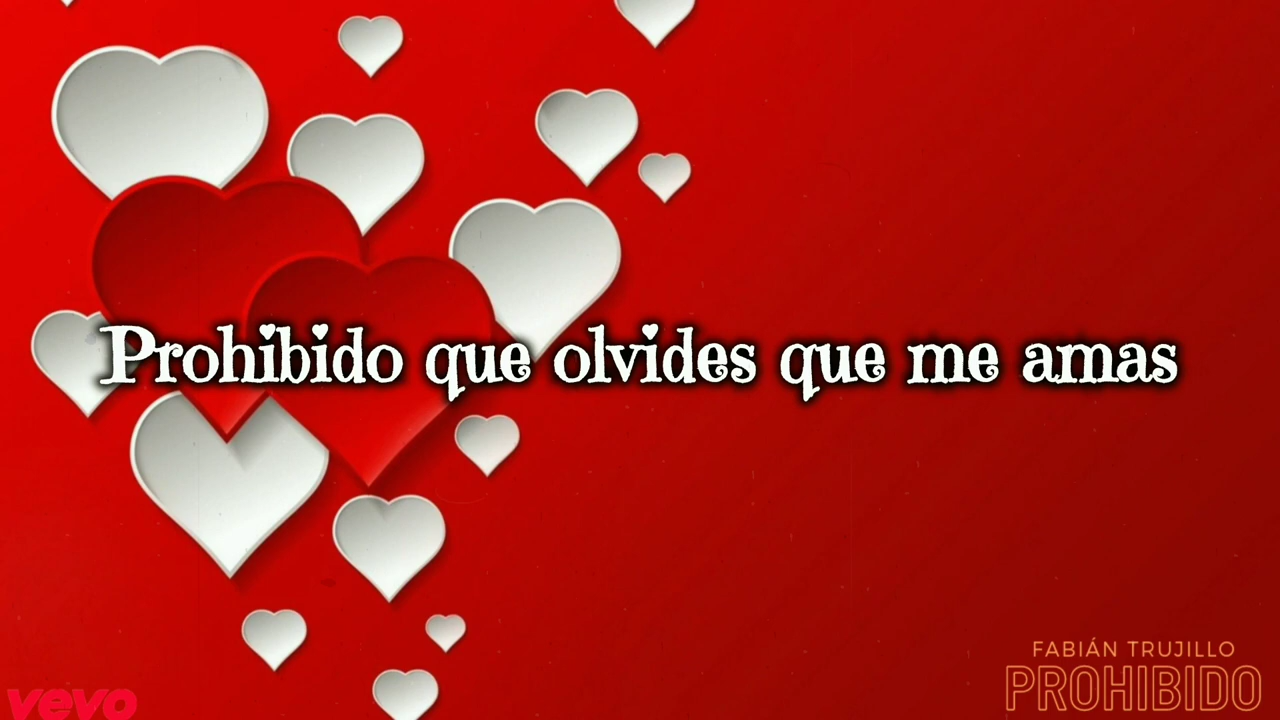 Prohibido que olvides que me amas
vevo
FABIÁN TRUJILLO
PROHIBIDO